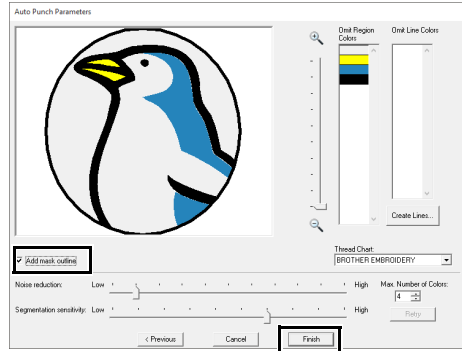 Auto Punch Parameters
Omit Region Colors
Omit Line Colors
Create Lines...
Add mask outline
Thread Chart:
BROTHER EMBROIDERY
Noise reduction:
Low
High
Max. Number of Colors:
4
Segmentation sensitivity:
Low
High
Retry
< Previous
Cancel
Finish